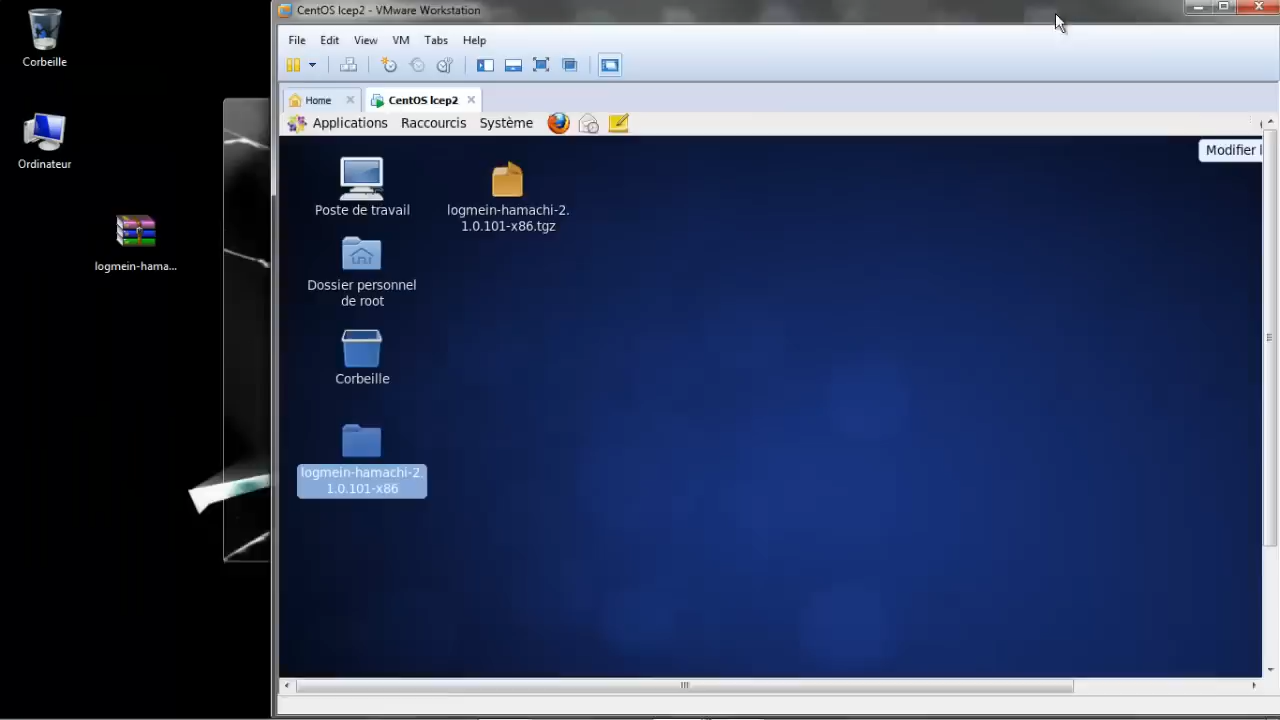 CentOS lcep2 - VMware Workstation
File Edit View VM Tabs Help
Home
CentOS lcep2
Applications Raccourcis Système
Modifier l
Corbeille
Ordinateur
logmein-hama...
Poste de travail
logmein-hamachi-2.
1.0.101-x86.tgz
Dossier personnel
de root
Corbeille
logmein-hamachi-2.
1.0.101-x86